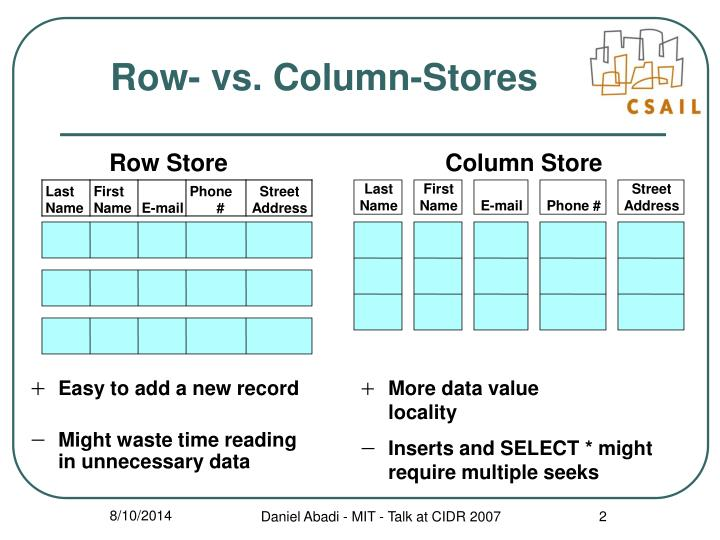 Row- vs. Column-Stores
CSAIL
Row Store
Last First Phone Street
Name Name E-mail # Address
Column Store
Last First Street
Name Name E-mail Phone # Address
+ Easy to add a new record
− Might waste time reading
in unnecessary data
+ More data value
locality
− Inserts and SELECT * might
require multiple seeks
8/10/2014 Daniel Abadi - MIT - Talk at CIDR 2007 2